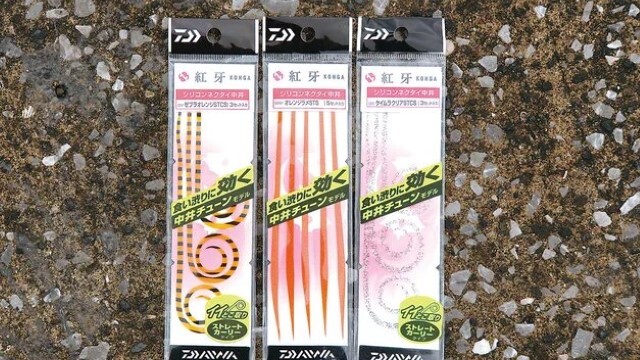 DAIWA
紅牙 KOHGA
シリコンネクタイ中井
ゼブラオレンジSTCS
食い渋りに効く
中井チューンモデル
ストレート
カーリー
DAIWA
DAIWA
紅牙 KOHGA
シリコンネクタイ中井
オレンジラメSTS
食い渋りに効く
中井チューンモデル
DAIWA
DAIWA
紅牙 KOHGA
シリコンネクタイ中井
ケイムラクリアSTCS
食い渋りに効く
中井チューンモデル
ストレート
カーリー
DAIWA